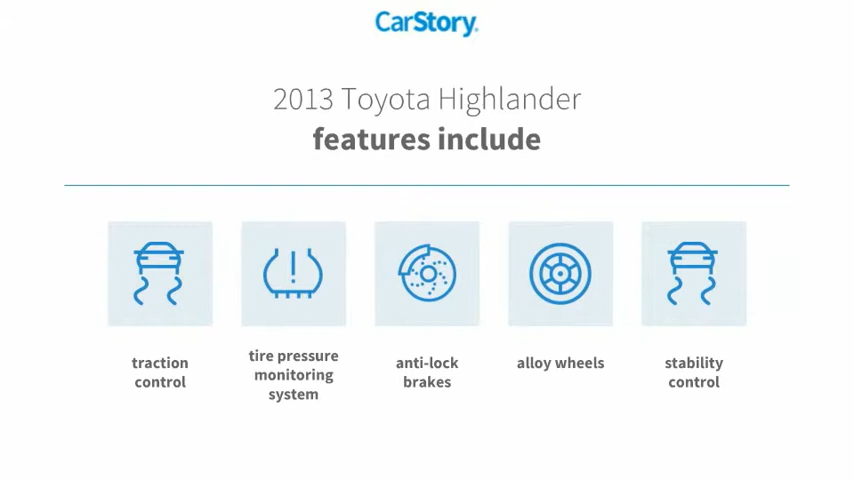 CarStory.
2013 Toyota Highlander
features include
traction
control
tire pressure
monitoring
system
anti-lock
brakes
alloy wheels
stability
control